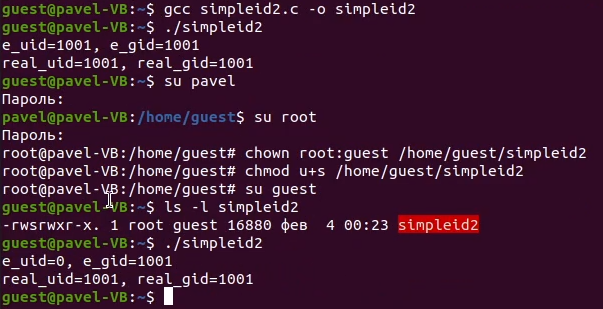 guest@pavel-VB:~$ gcc simpleid2.c -o simpleid2
guest@pavel-VB:~$ ./simpleid2
e_uid=1001, e_gid=1001
real_uid=1001, real_gid=1001
guest@pavel-VB:~$ su pavel
Пароль:
pavel@pavel-VB:/home/guest$ su root
Пароль:
root@pavel-VB:/home/guest# chown root:guest /home/guest/simpleid2
root@pavel-VB:/home/guest# chmod u+s /home/guest/simpleid2
root@pavel-VB:/home/guest# su guest
guest@pavel-VB:~$ ls -l simpleid2
-rwsrwxr-x. 1 root guest 16880 фев  4 00:23 simpleid2
guest@pavel-VB:~$ ./simpleid2
e_uid=0, e_gid=1001
real_uid=1001, real_gid=1001
guest@pavel-VB:~$